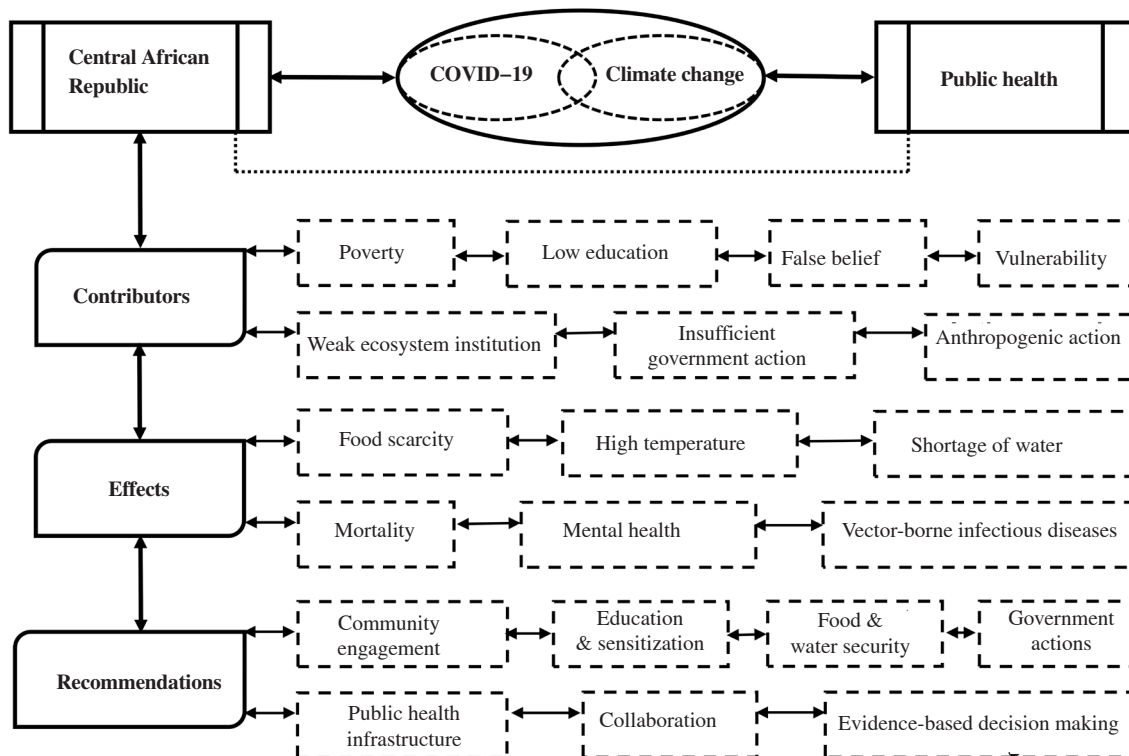 Central African
Republic
COVID–19
Climate change
Public health
Poverty
Low education
False belief
Vulnerability
Contributors
Weak ecosystem institution
Insufficient
government action
Anthropogenic action
Food scarcity
High temperature
Shortage of water
Effects
Mortality
Mental health
Vector-borne infectious diseases
Community
engagement
Education
& sensitization
Food &
water security
Government
actions
Recommendations
Public health
infrastructure
Collaboration
Evidence-based decision making